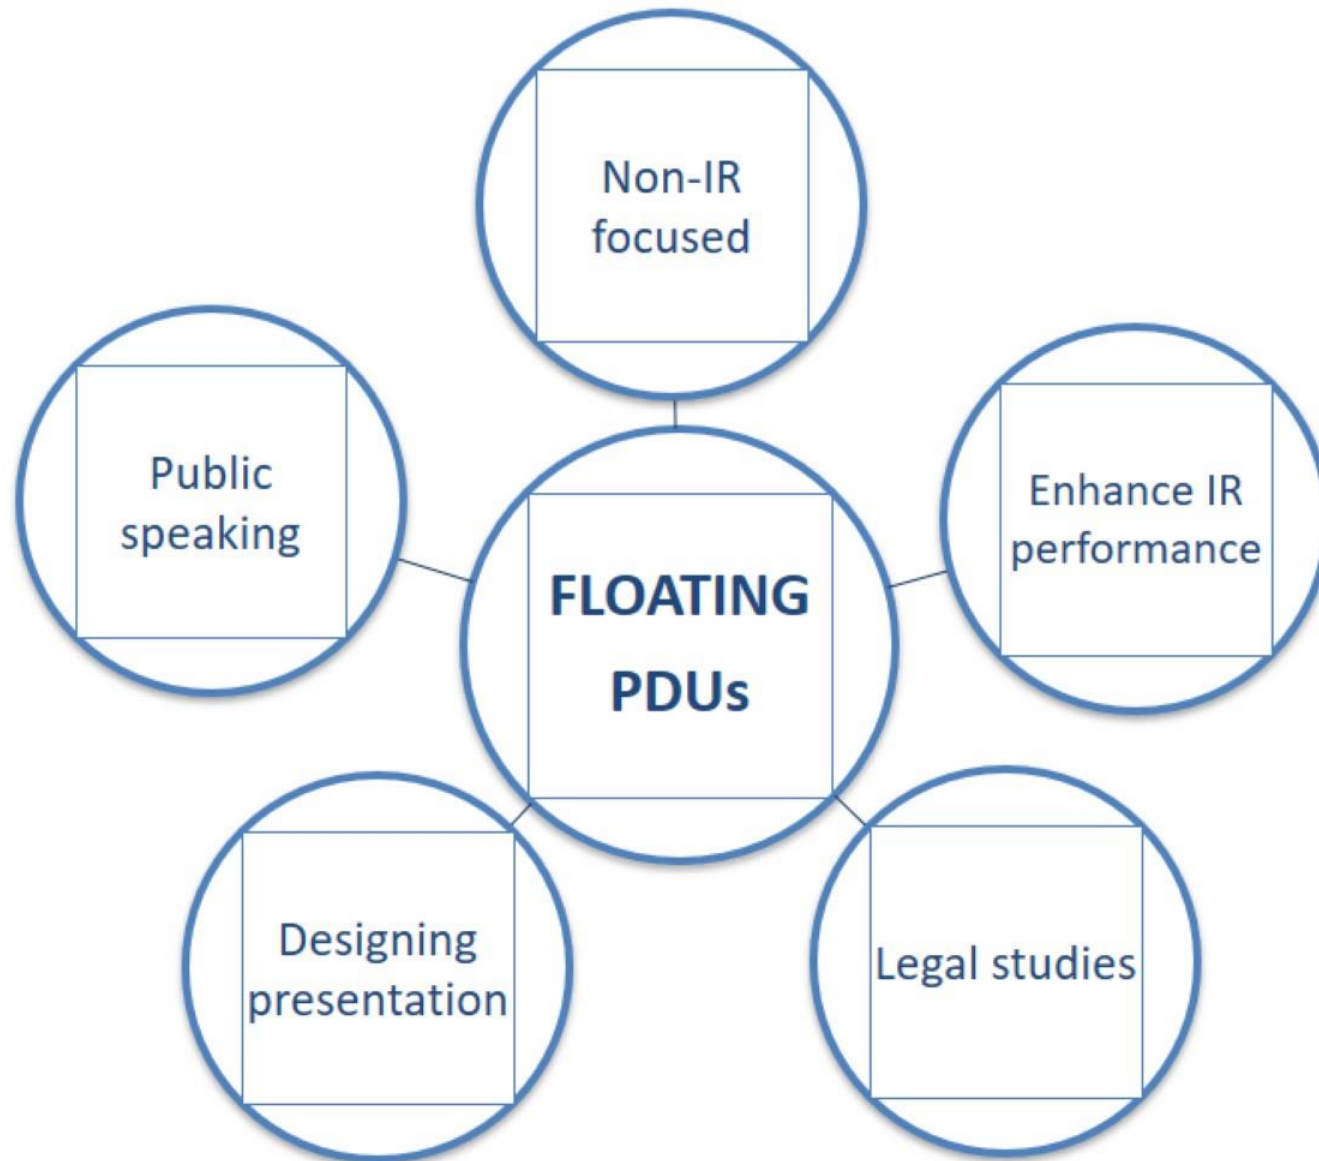 Non-IR
focused
Public
speaking
Enhance IR
performance
FLOATING
PDUs
Designing
presentation
Legal studies